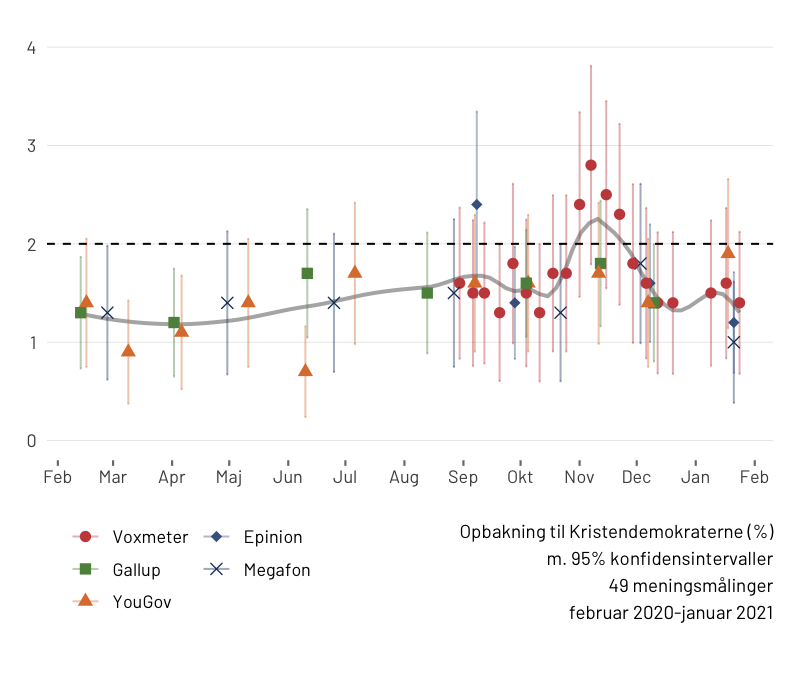 4
3
2
1
0
Feb Mar Apr Maj Jun Jul Aug Sep Okt Nov Dec Jan Feb
Voxmeter Epinion
Gallup Megafon
YouGov
Opbakning til Kristendemokraterne (%)
m. 95% konfidensintervaller
49 meningsmålinger
februar 2020-januar 2021